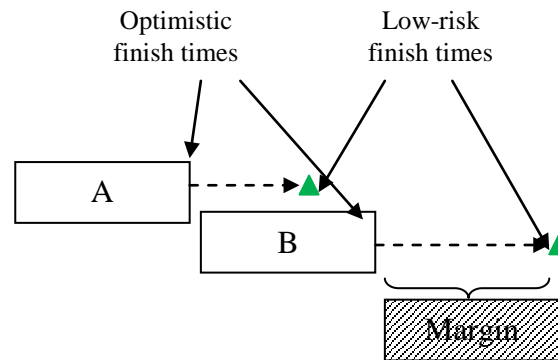 Optimistic
finish times
Low-risk
finish times
A
B
Margin